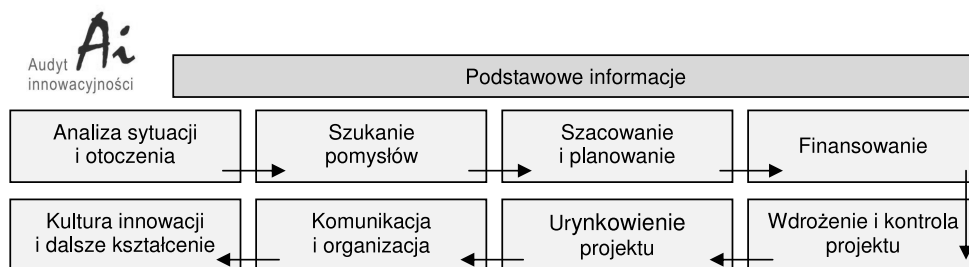 Ai
Audyt
innowacyjności
Podstawowe informacje
Analiza sytuacji
i otoczenia
Szukanie
pomysłów
Szacowanie
i planowanie
Finansowanie
Kultura innowacji
i dalsze kształcenie
Komunikacja
i organizacja
Urynkowienie
projektu
Wdrożenie i kontrola
projektu